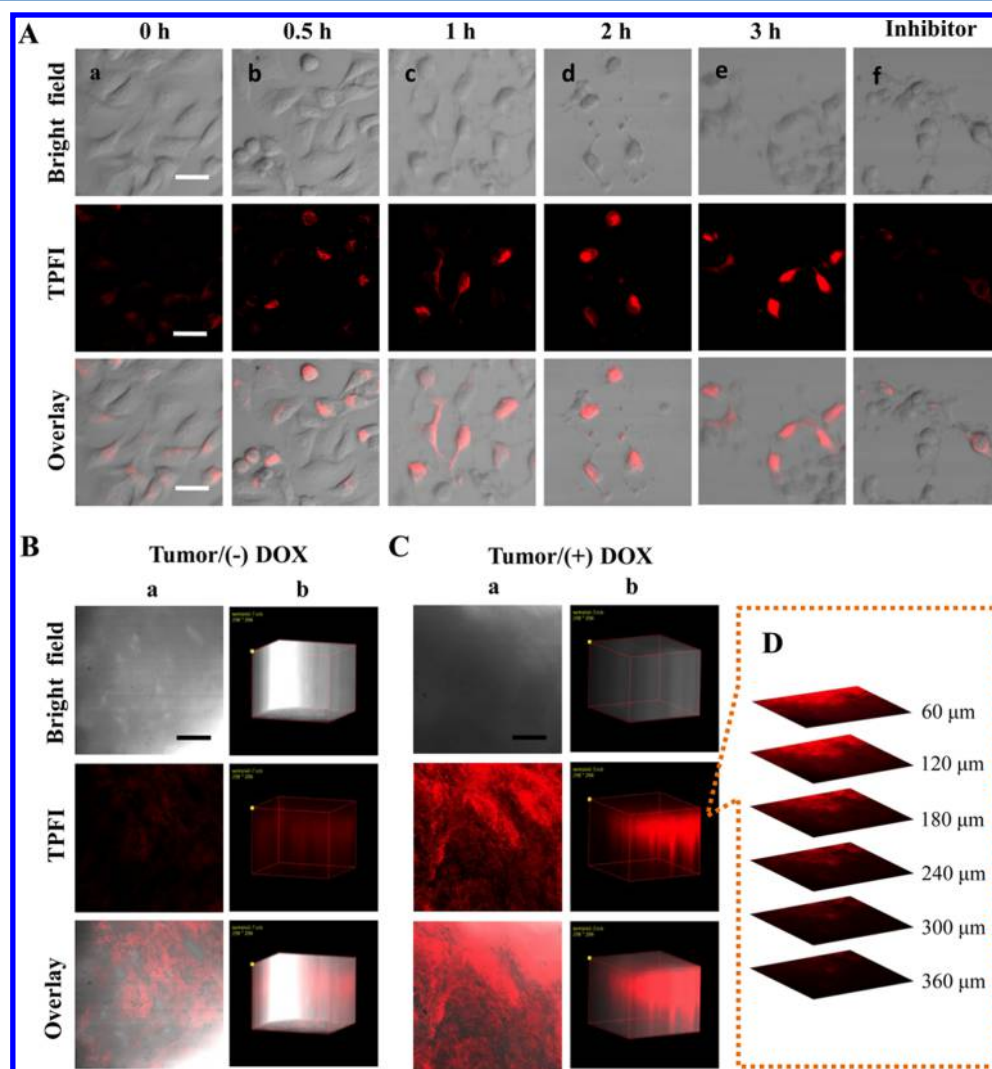 A
0 h 0.5 h 1 h 2 h 3 h Inhibitor
Bright field
a b c d e f
TPFI
Overlay
B C
Tumor/(-) DOX Tumor/(+) DOX
a b a b
Bright field
D
60 μm
120 μm
TPFI
180 μm
240 μm
300 μm
Overlay
360 μm